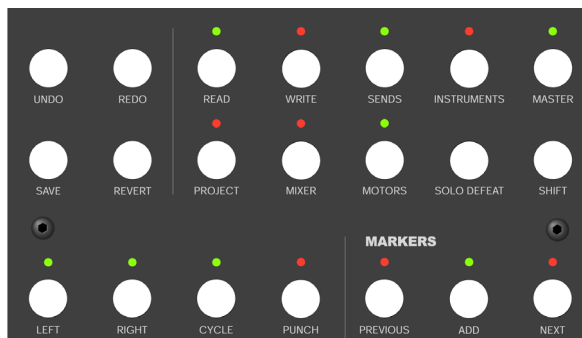 UNDO REDO READ WRITE SENDS INSTRUMENTS MASTER
SAVE REVERT PROJECT MIXER MOTORS SOLO DEFEAT SHIFT
MARKERS
LEFT RIGHT CYCLE PUNCH PREVIOUS ADD NEXT